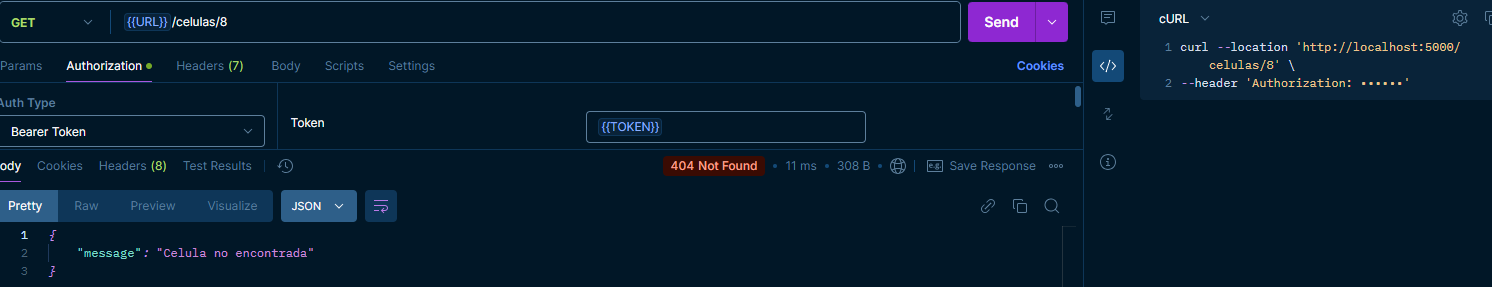 GET {{URL}}/celulas/8 Send
Params Authorization Headers (7) Body Scripts Settings Cookies
Auth Type
Bearer Token
Token {{TOKEN}}
ody Cookies Headers (8) Test Results 404 Not Found • 11 ms • 308 B e.g. Save Response
Pretty Raw Preview Visualize JSON
1 {
2 "message": "Celula no encontrada"
3 }
cURL
1 curl --location 'http://localhost:5000/
celulas/8' \
2 --header 'Authorization: ••••••'